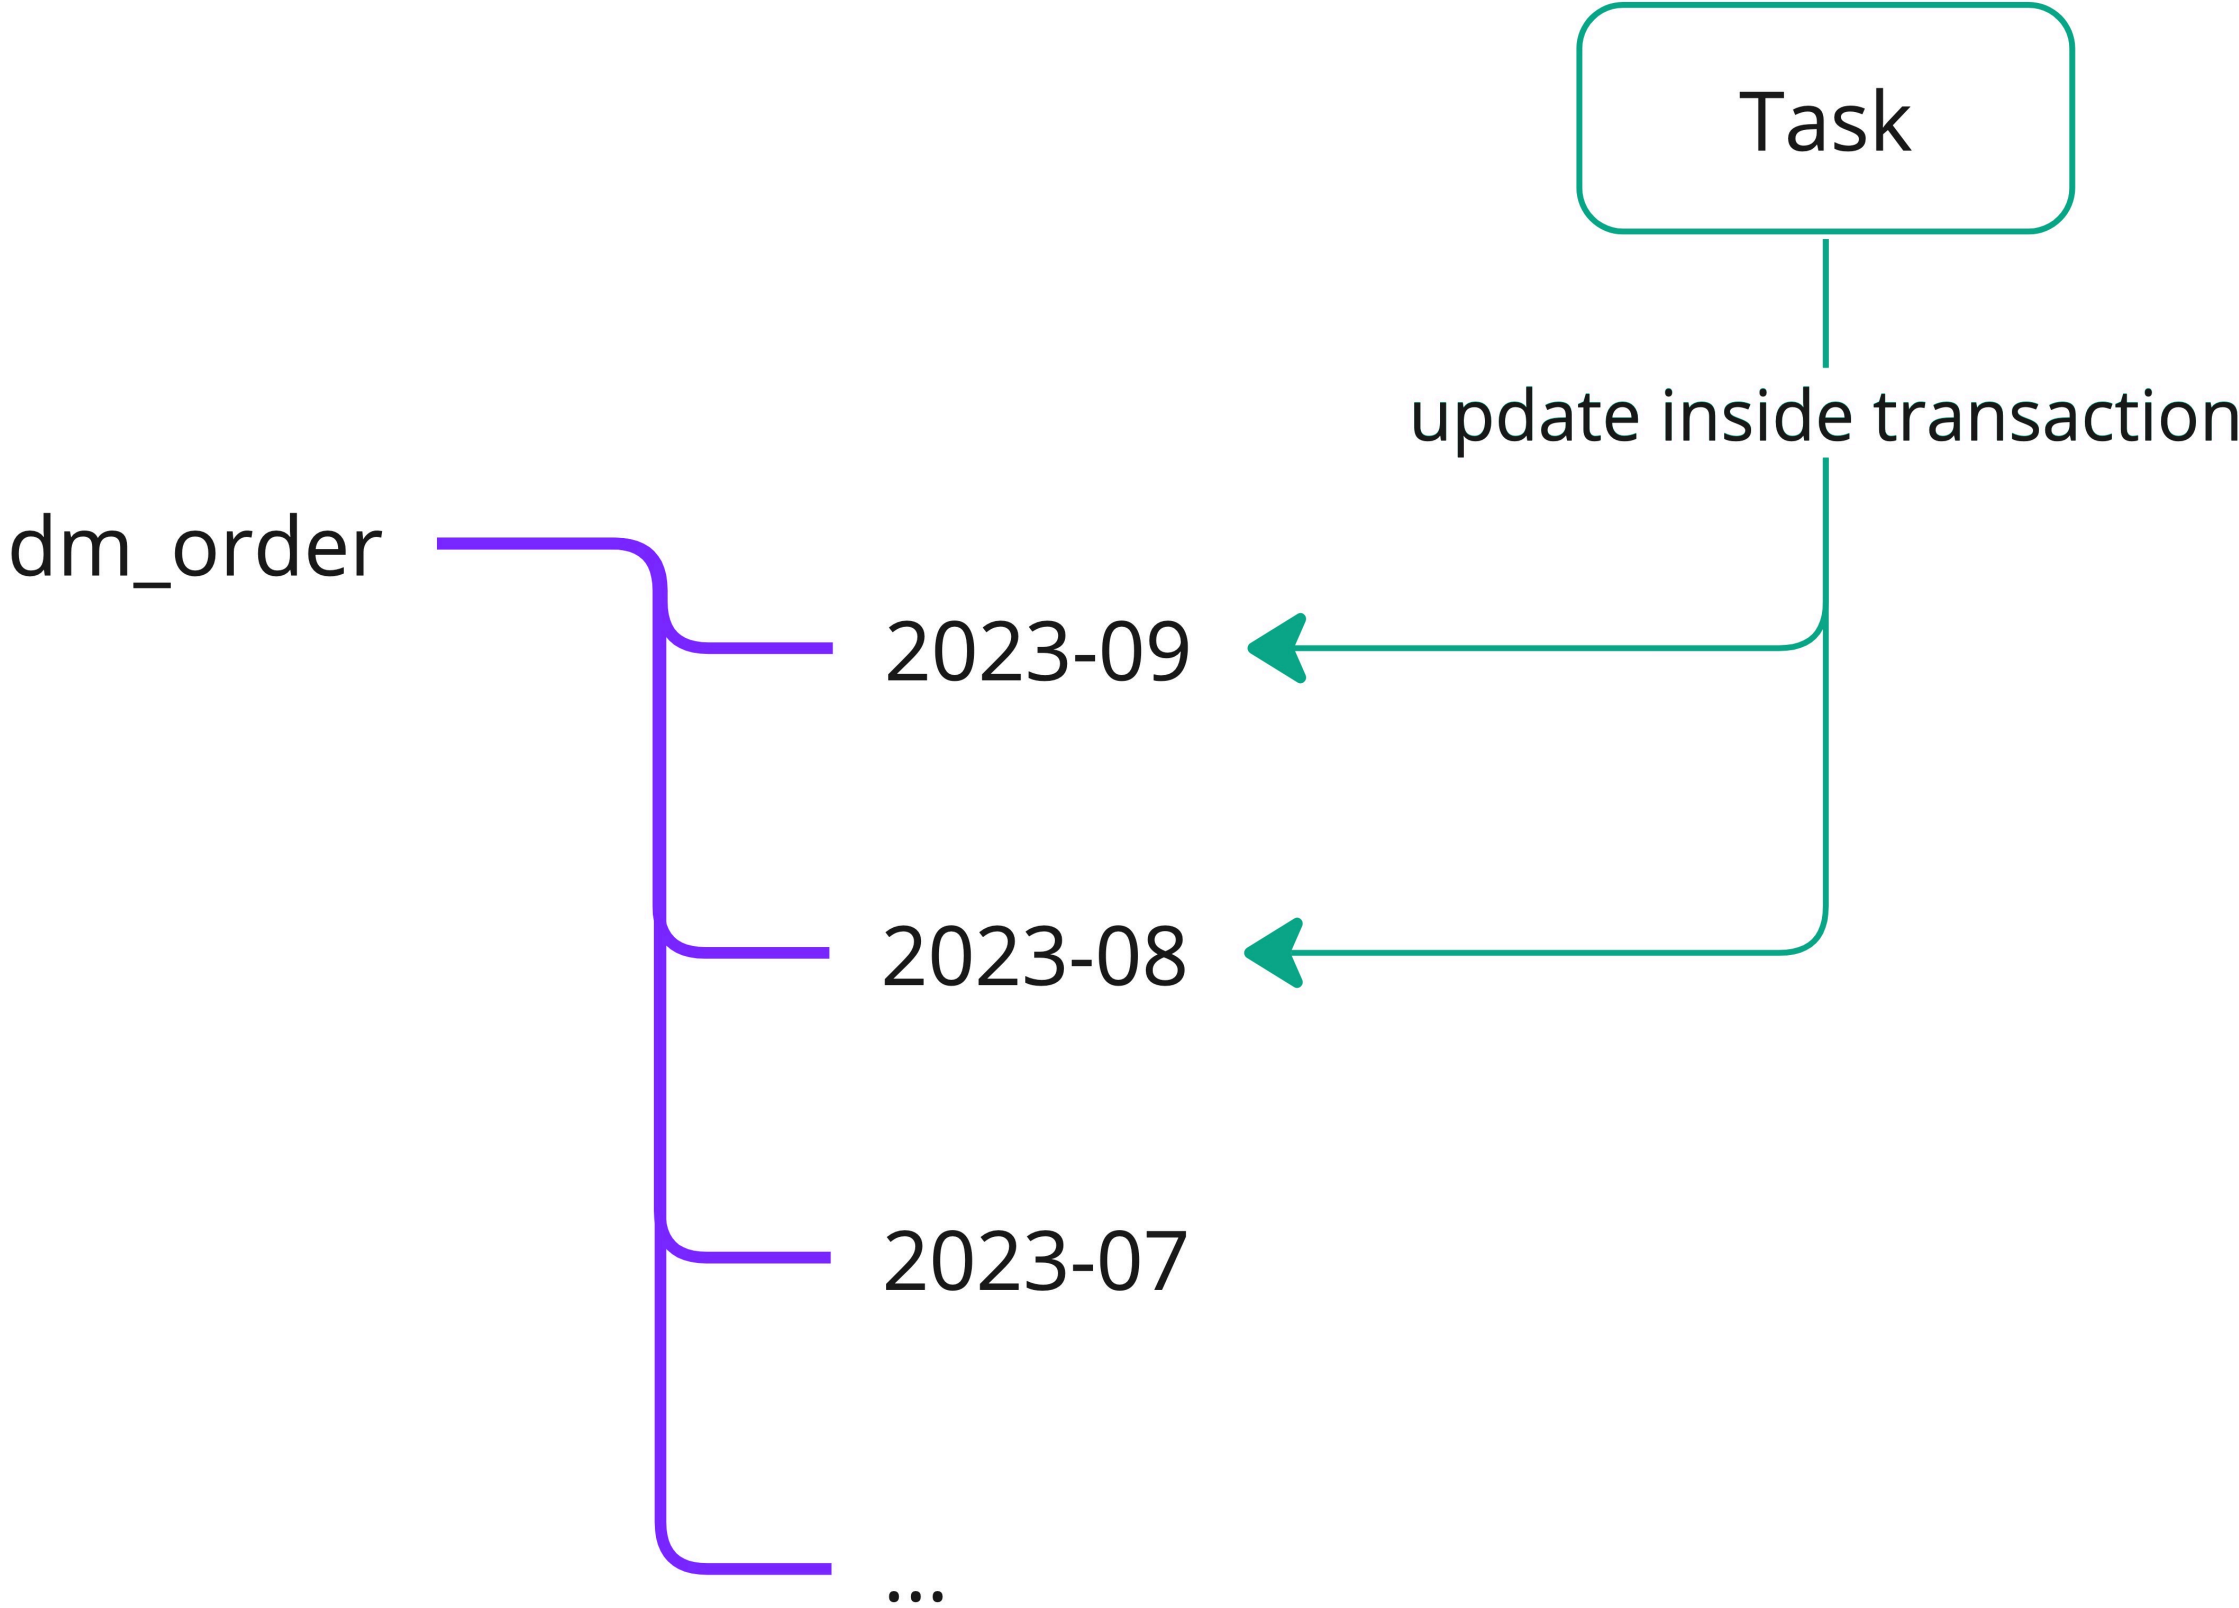 Task
update inside transaction
dm_order
2023-09
2023-08
2023-07
...